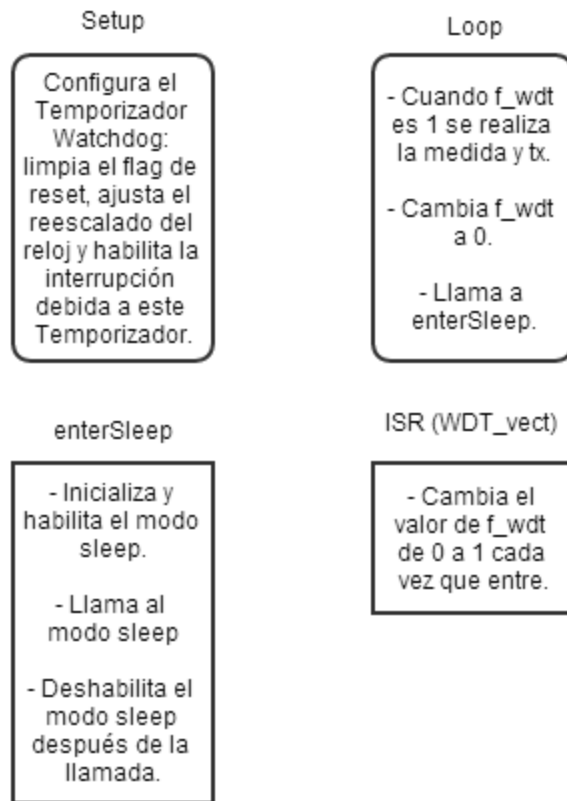 Setup
Configura el
Temporizador
Watchdog:
limpia el flag de
reset, ajusta el
reescalado del
reloj y habilita la
interrupción
debida a este
Temporizador.
Loop
- Cuando f_wdt
es 1 se realiza
la medida y tx.
- Cambia f_wdt
a 0.
- Llama a
enterSleep.
enterSleep
- Inicializa y
habilita el modo
sleep.
- Llama al
modo sleep
- Deshabilita el
modo sleep
después de la
llamada.
ISR (WDT_vect)
- Cambia el
valor de f_wdt
de 0 a 1 cada
vez que entre.